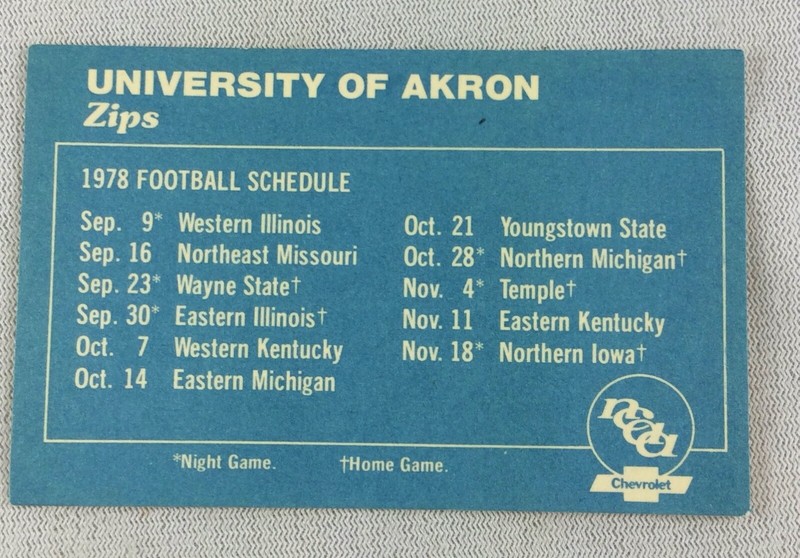 UNIVERSITY OF AKRON
Zips
1978 FOOTBALL SCHEDULE
Sep. 9* Western Illinois
Sep. 16 Northeast Missouri
Sep. 23* Wayne State†
Sep. 30* Eastern Illinois†
Oct. 7 Western Kentucky
Oct. 14 Eastern Michigan
Oct. 21 Youngstown State
Oct. 28* Northern Michigan†
Nov. 4* Temple†
Nov. 11 Eastern Kentucky
Nov. 18* Northern Iowa†
*Night Game. †Home Game.
ncada
Chevrolet